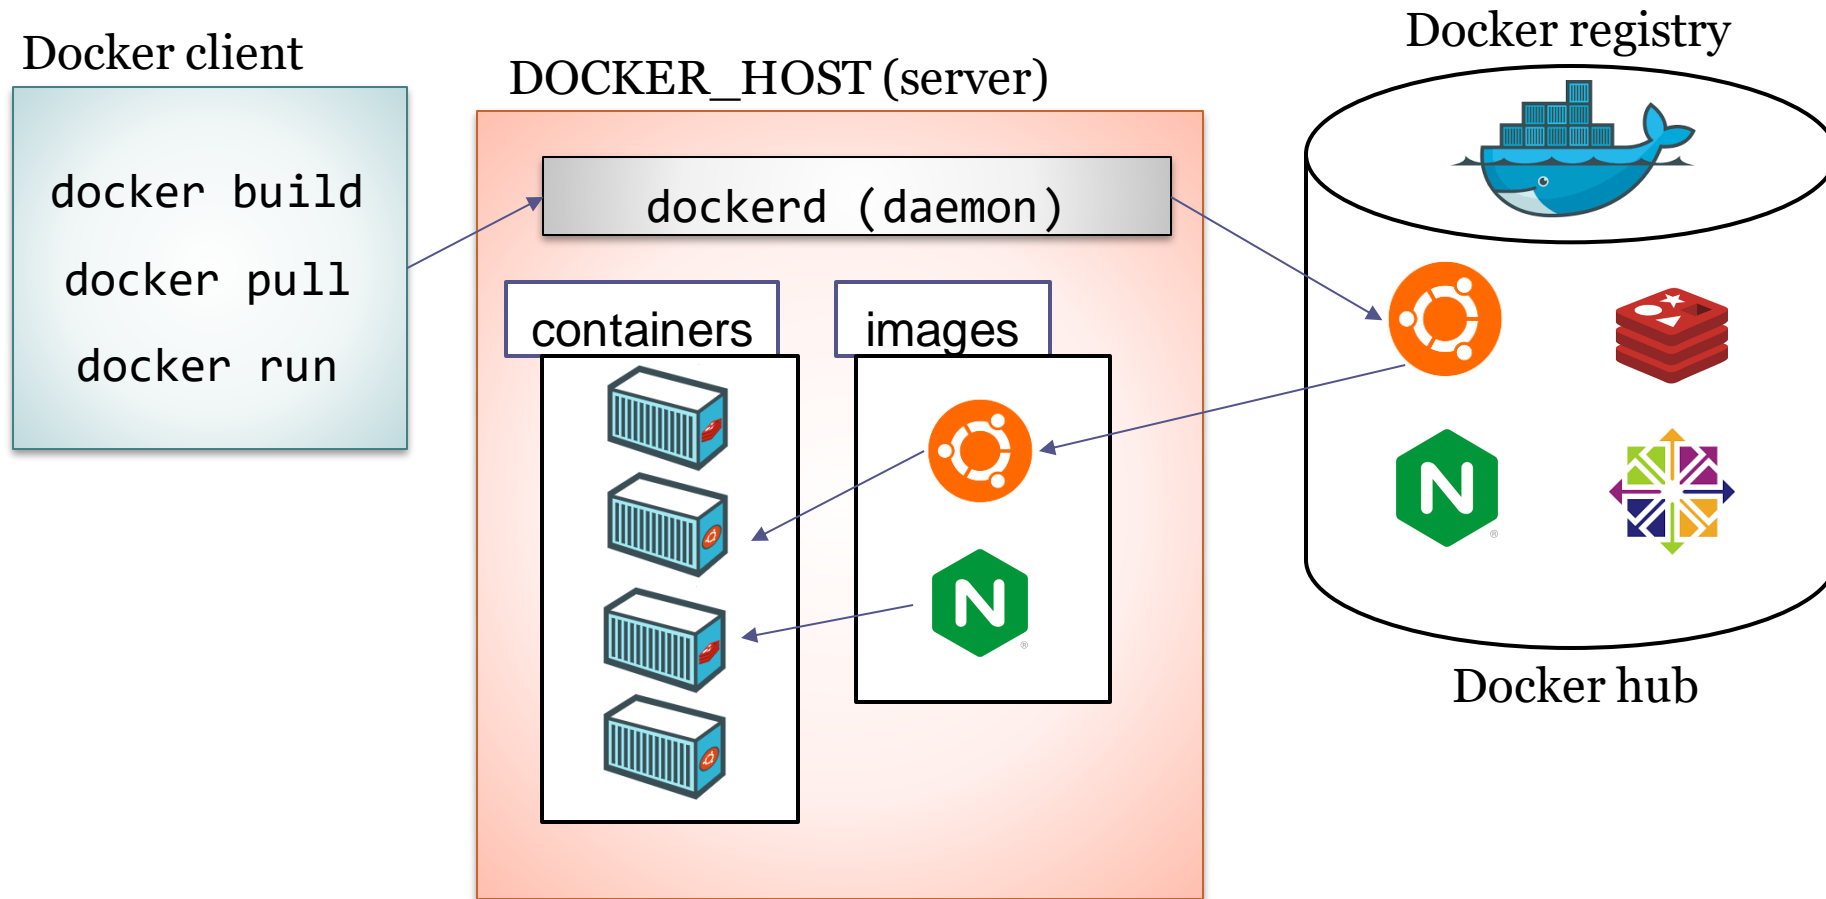 Docker client
docker build
docker pull
docker run
DOCKER_HOST (server)
dockerd (daemon)
containers
images
N
®
Docker registry
N
®
Docker hub